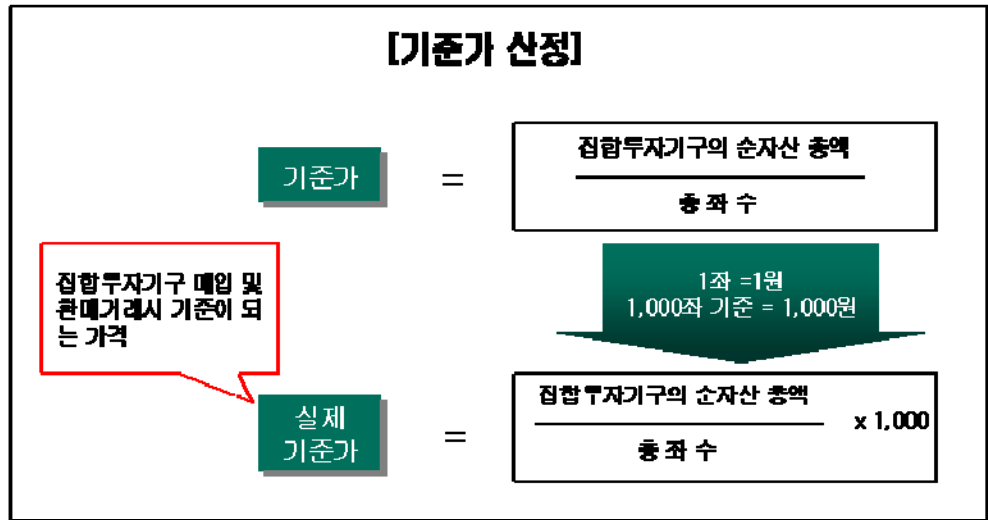 [기준가 산정]
기준가
=
집합투자기구의 순자산 총액
총 좌 수
집합투자기구 매입 및
환매거래시 기준이 되
는 가격
1좌 =1원
1,000좌 기준 = 1,000원
실제
기준가
=
집합투자기구의 순자산 총액
총 좌 수
x 1,000